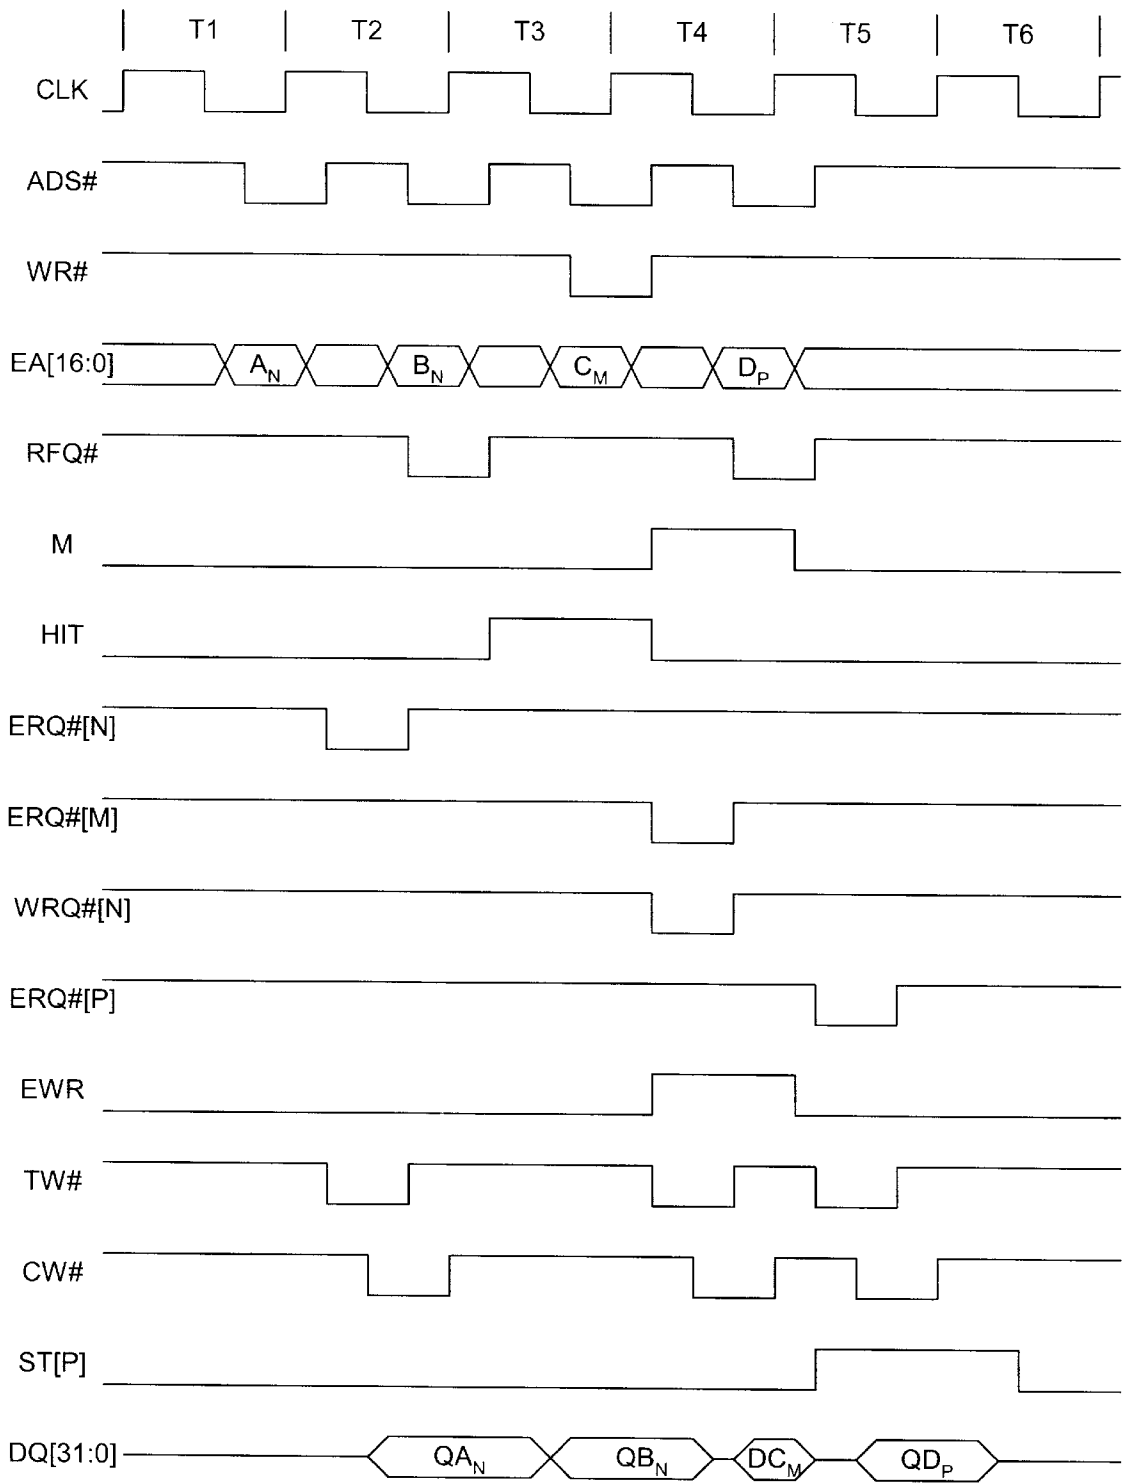 T1 T2 T3 T4 T5 T6
CLK
ADS#
WR#
EA[16:0] A_N B_N C_M D_P
RFQ#
M
HIT
ERQ#[N]
ERQ#[M]
WRQ#[N]
ERQ#[P]
EWR
TW#
CW#
ST[P]
DQ[31:0] QA_N QB_N DC_M QD_P